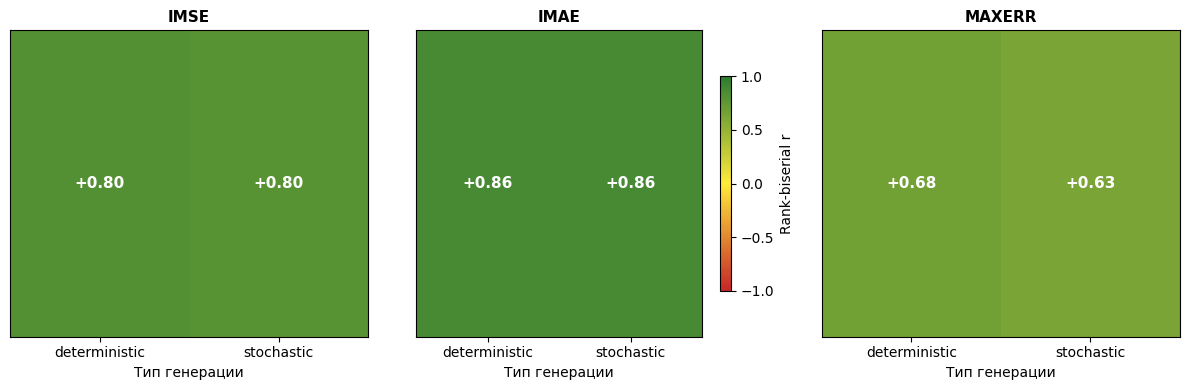 IMSE
IMAE
MAXERR
+0.80
+0.80
+0.86
+0.86
+0.68
+0.63
1.0
0.5
0.0
−0.5
−1.0
Rank-biserial r
deterministic
stochastic
deterministic
stochastic
deterministic
stochastic
Тип генерации
Тип генерации
Тип генерации